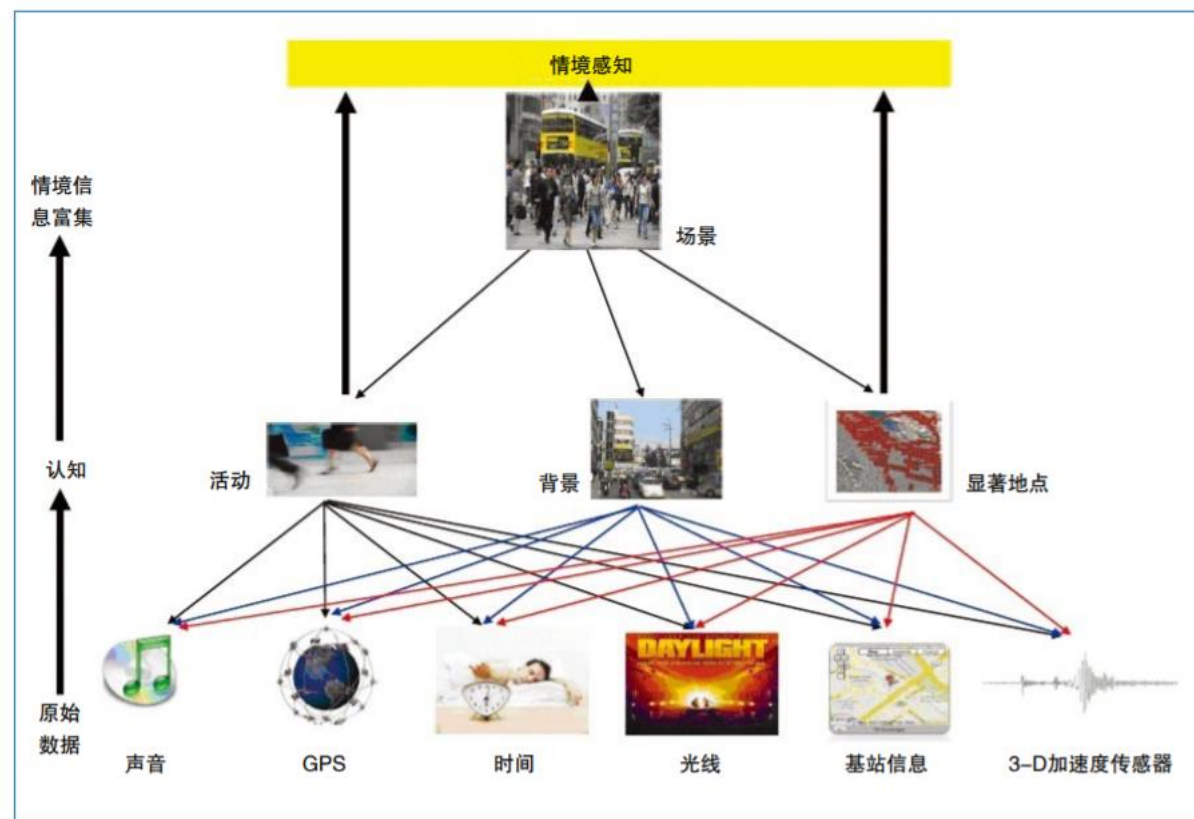 情境感知
情境信
息富集
场景
认知
活动
背景
显著地点
DAYLIGHT
原始
数据
声音
GPS
时间
光线
基站信息
3-D加速度传感器